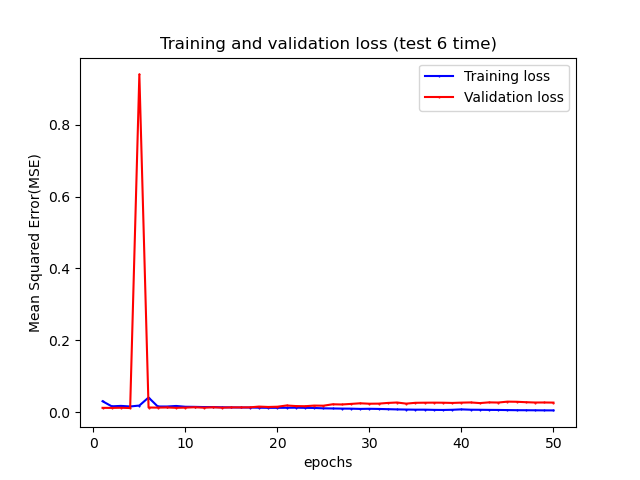 Training and validation loss (test 6 time)
Training loss
Validation loss
Mean Squared Error(MSE)
0.8
0.6
0.4
0.2
0.0
0 10 20 30 40 50
epochs